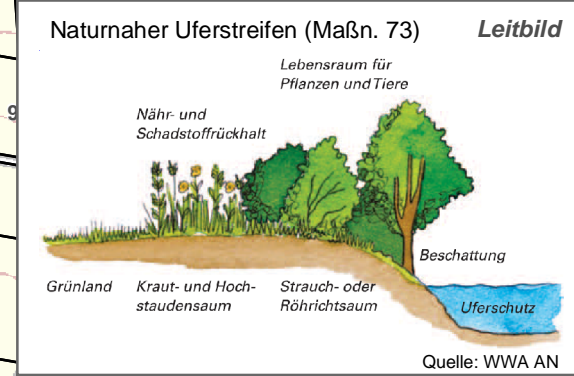 Naturnaher Uferstreifen (Maßn. 73) Leitbild
Lebensraum für
Pflanzen und Tiere
Nähr- und
Schadstoffrückhalt
Beschattung
Grünland
Kraut- und Hoch-
staudensaum
Strauch- oder
Röhrichtsaum
Uferschutz
Quelle: WWA AN